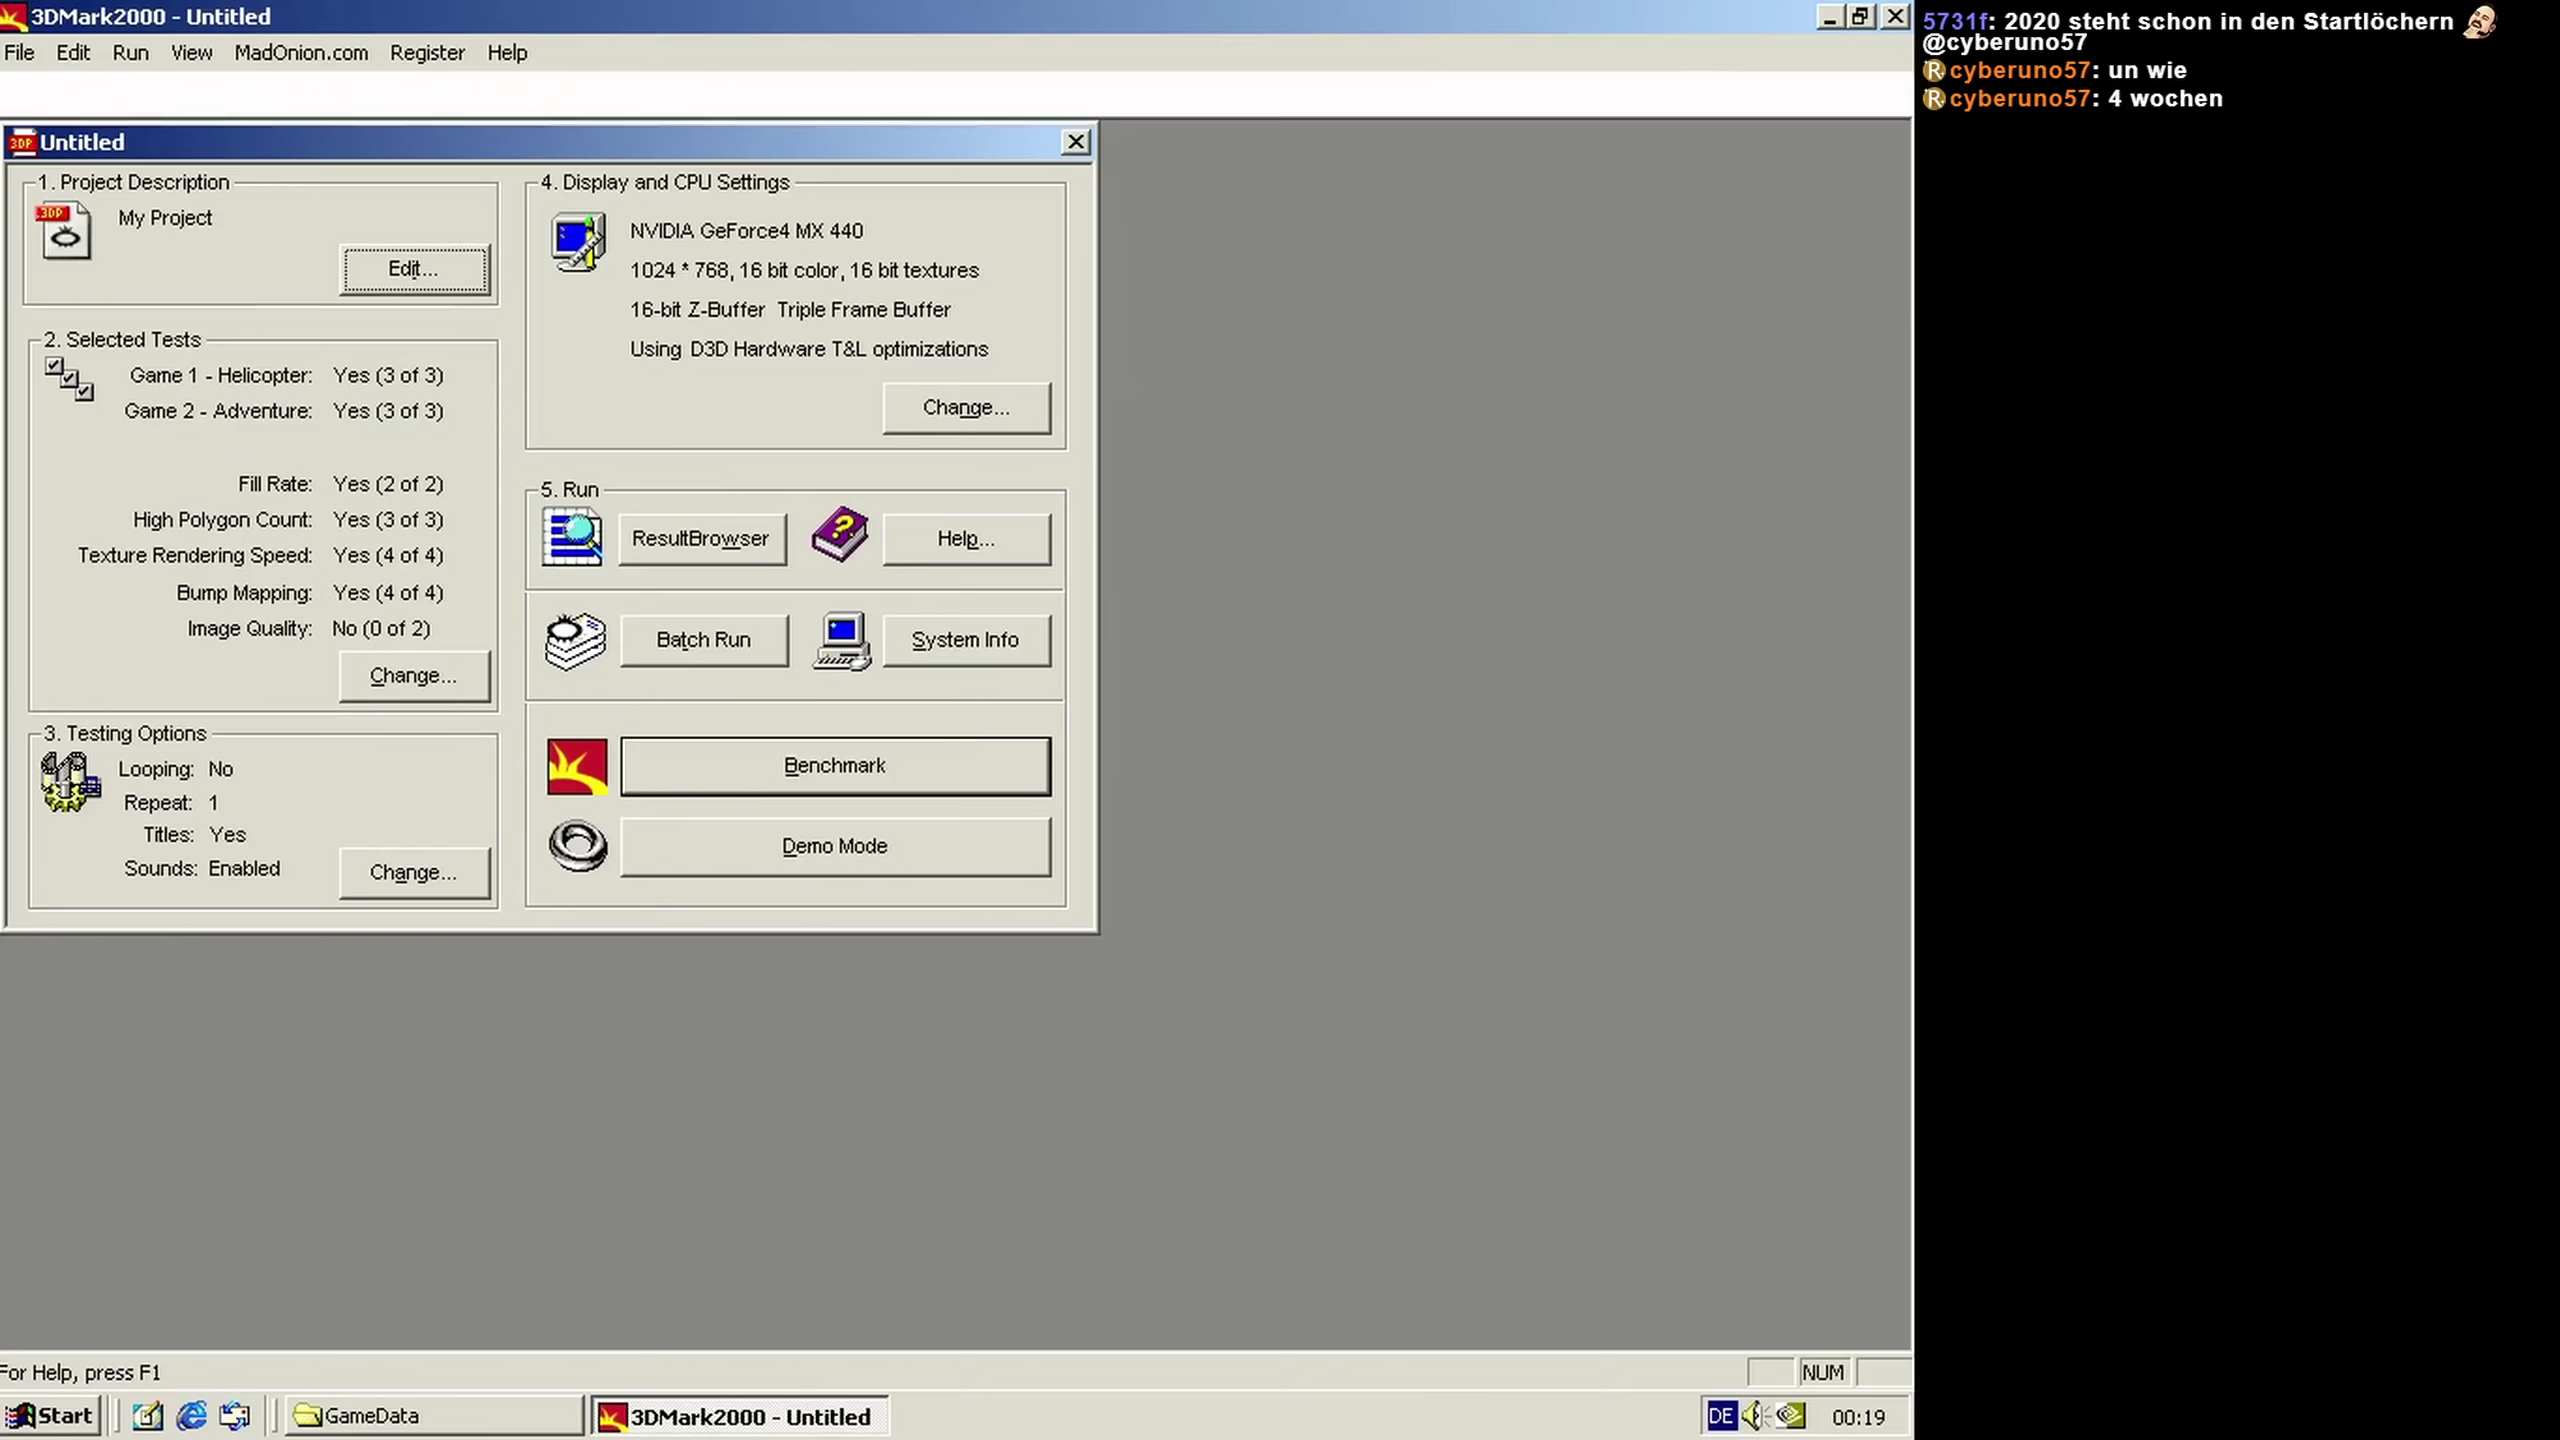 3DMark2000 - Untitled
File Edit Run View MadOnion.com Register Help
3DP Untitled
1. Project Description
3DP
My Project
Edit...
2. Selected Tests
Game 1 - Helicopter: Yes (3 of 3)
Game 2 - Adventure: Yes (3 of 3)
Fill Rate: Yes (2 of 2)
High Polygon Count: Yes (3 of 3)
Texture Rendering Speed: Yes (4 of 4)
Bump Mapping: Yes (4 of 4)
Image Quality: No (0 of 2)
Change...
3. Testing Options
Looping: No
Repeat: 1
Titles: Yes
Sounds: Enabled
Change...
4. Display and CPU Settings
NVIDIA GeForce4 MX 440
1024 * 768, 16 bit color, 16 bit textures
16-bit Z-Buffer Triple Frame Buffer
Using D3D Hardware T&L optimizations
Change...
5. Run
ResultBrowser Help...
Batch Run System Info
Benchmark
Demo Mode
For Help, press F1
NUM
Start GameData 3DMark2000 - Untitled DE 00:19
5731f: 2020 steht schon in den Startlöchern
@cyberuno57
R cyberuno57: un wie
R cyberuno57: 4 wochen